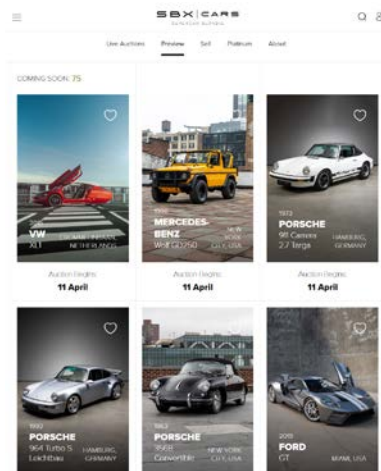 SBX|CARS
Live Auctions Preview Sell Platinum About
COMING SOON: 75
VW
XL1
NETHERLANDS
MERCEDES-
BENZ
Wolf GD250
NEW
YORK
CITY, USA
1973
PORSCHE
911 Carrera
2.7 Targa
HAMBURG,
GERMANY
Auction Begins
11 April
Auction Begins
11 April
Auction Begins
11 April
1992
PORSCHE
964 Turbo S
Leichtbau
HAMBURG,
GERMANY
PORSCHE
356B
Convertible
NEW YORK
CITY, USA
FORD
GT
MIAMI, USA